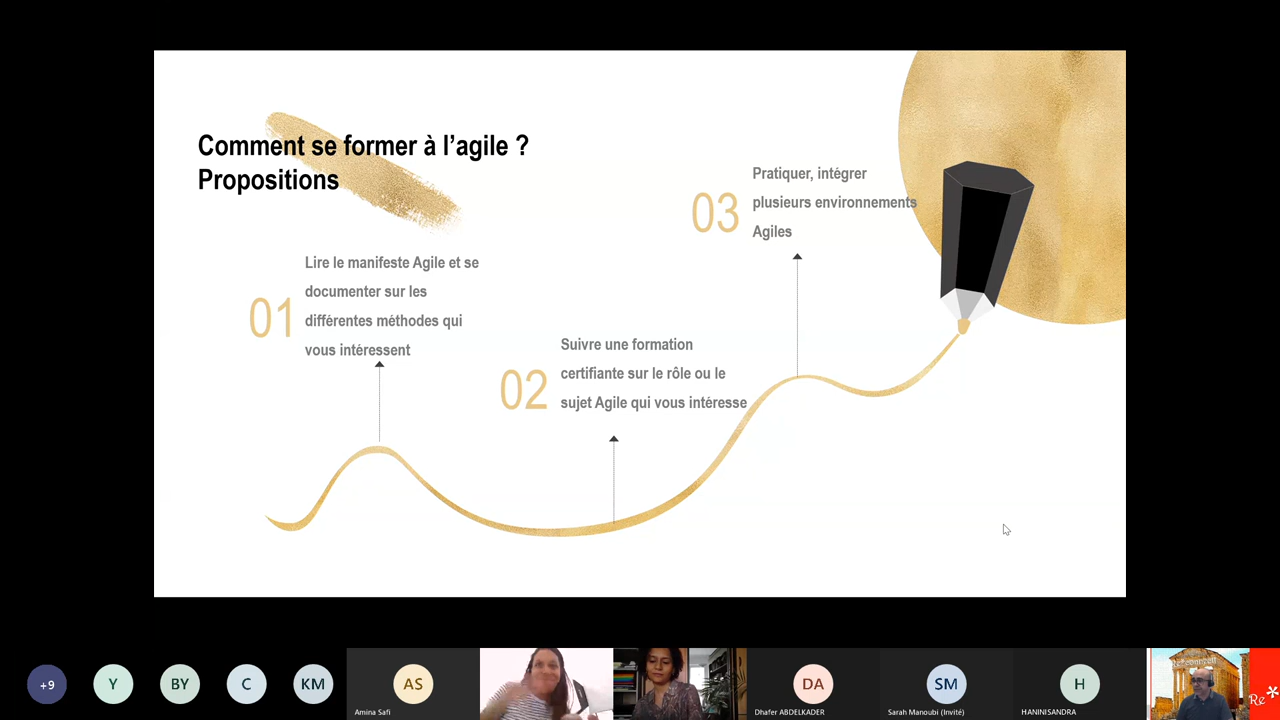 Comment se former à l’agile ?
Propositions
01
Lire le manifeste Agile et se
documenter sur les
différentes méthodes qui
vous intéressent
02
Suivre une formation
certifiante sur le rôle ou le
sujet Agile qui vous intéresse
03
Pratiquer, intégrer
plusieurs environnements
Agiles
+9
Y
BY
C
KM
AS
Amina Safi
DA
Dhafer ABDELKADER
SM
Sarah Manoubi (Invité)
H
HANINISANDRA
Re*